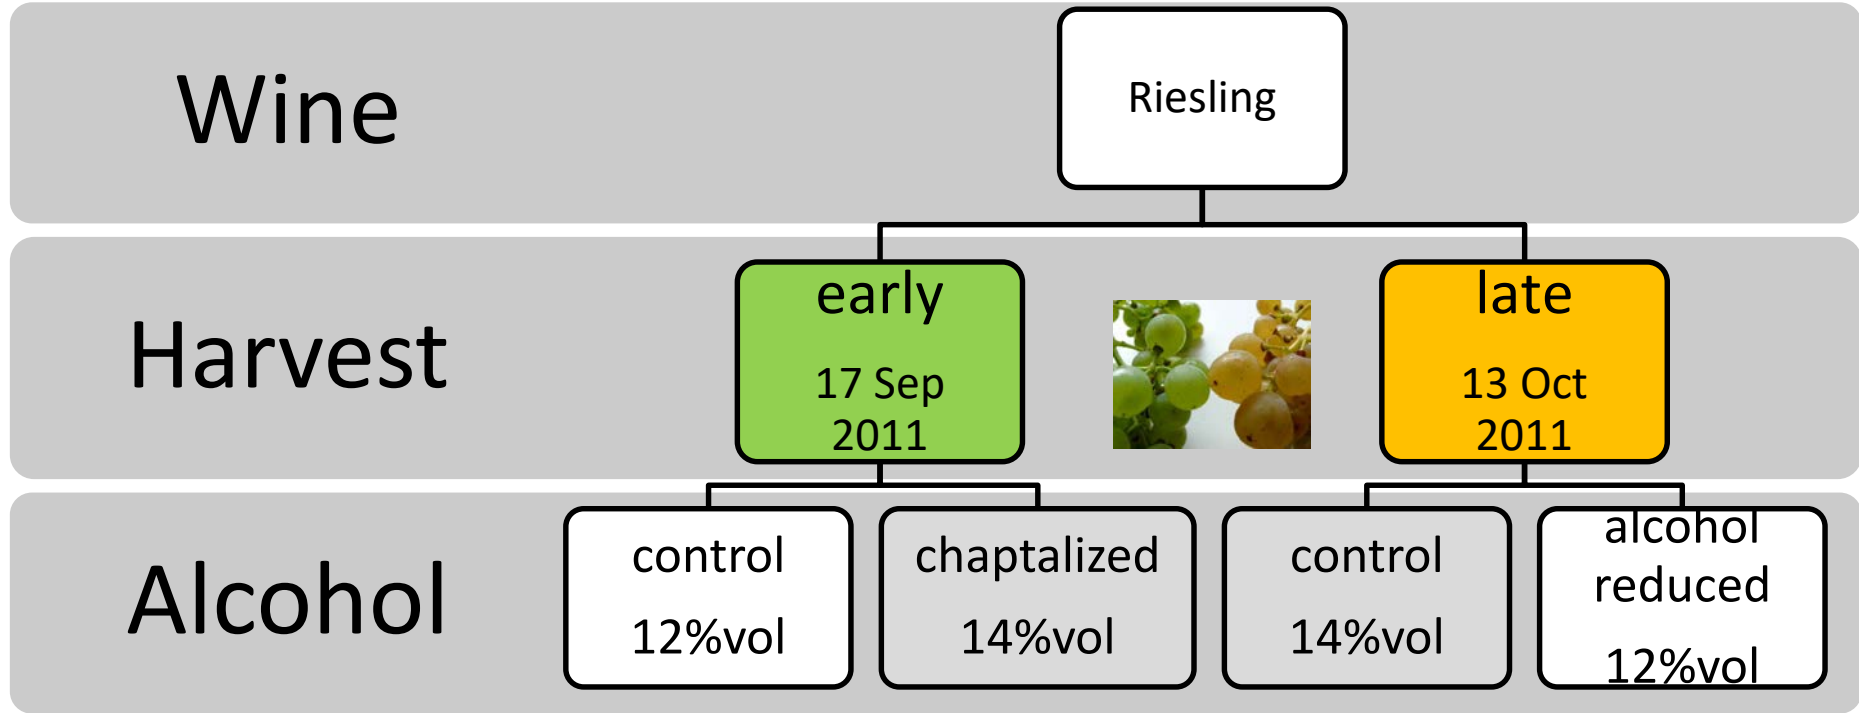 Wine
Riesling
Harvest
early
17 Sep
2011
late
13 Oct
2011
Alcohol
control
12%vol
chaptalized
14%vol
control
14%vol
alcohol
reduced
12%vol